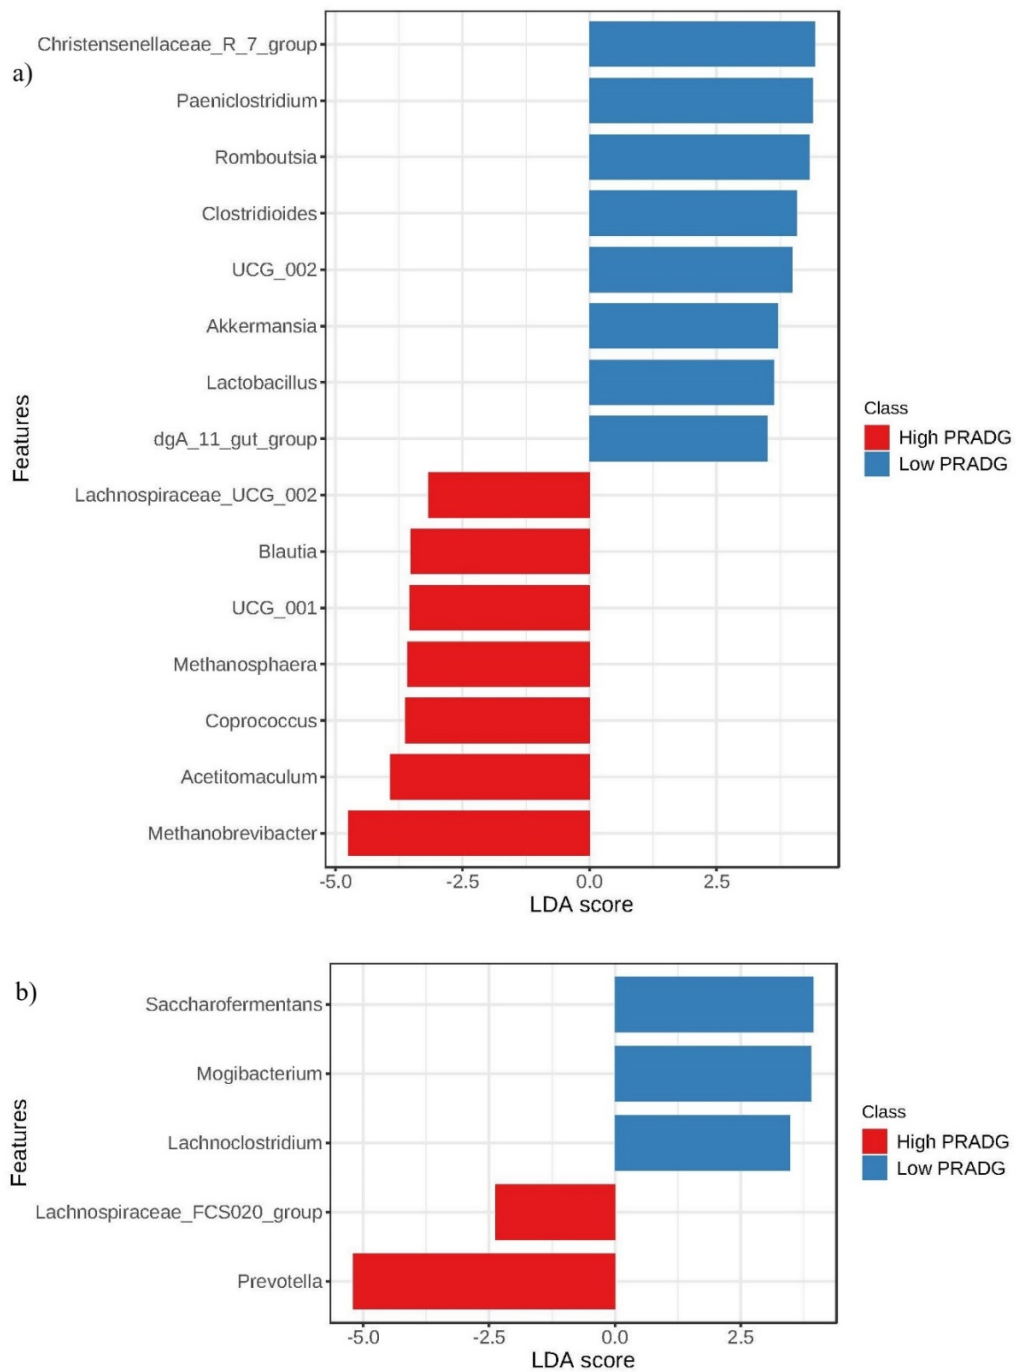 a)
Christensenellaceae_R_7_group
Paeniclostridium
Romboutsia
Clostridioides
UCG_002
Akkermansia
Lactobacillus
dgA_11_gut_group
Lachnospiraceae_UCG_002
Blautia
UCG_001
Methanosphaera
Coprococcus
Acetitomaculum
Methanobrevibacter
Features
-5.0 -2.5 0.0 2.5
LDA score
Class
High PRADG
Low PRADG
b)
Saccharofermentans
Mogibacterium
Lachnoclostridium
Lachnospiraceae_FCS020_group
Prevotella
Features
-5.0 -2.5 0.0 2.5
LDA score
Class
High PRADG
Low PRADG